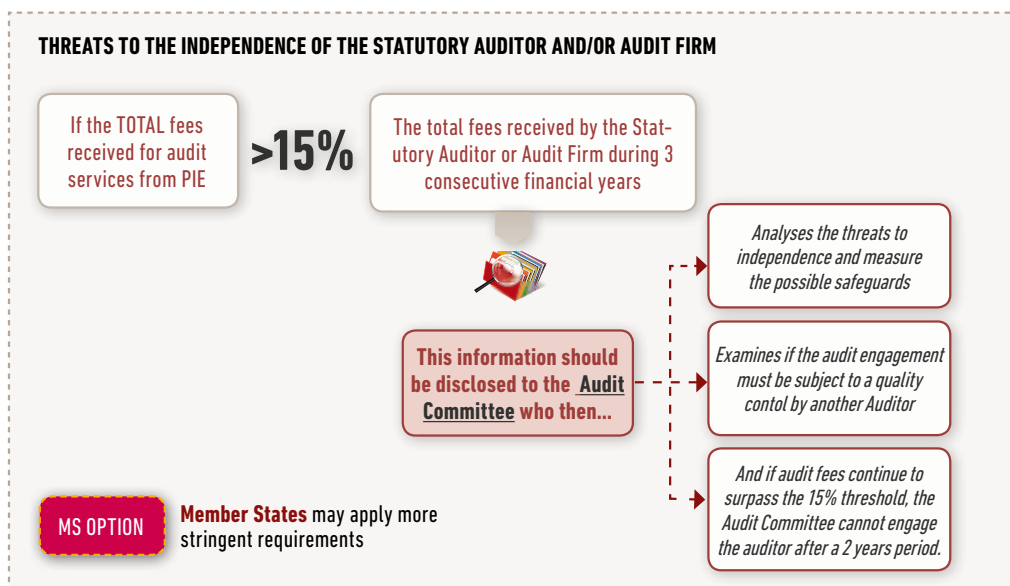 THREATS TO THE INDEPENDENCE OF THE STATUTORY AUDITOR AND/OR AUDIT FIRM
If the TOTAL fees
received for audit
services from PIE
>15%
The total fees received by the Stat-
utory Auditor or Audit Firm during 3
consecutive financial years
This information should
be disclosed to the Audit
Committee who then...
Analyses the threats to
independence and measure
the possible safeguards
Examines if the audit engagement
must be subject to a quality
contol by another Auditor
And if audit fees continue to
surpass the 15% threshold, the
Audit Committee cannot engage
the auditor after a 2 years period.
MS OPTION
Member States may apply more
stringent requirements